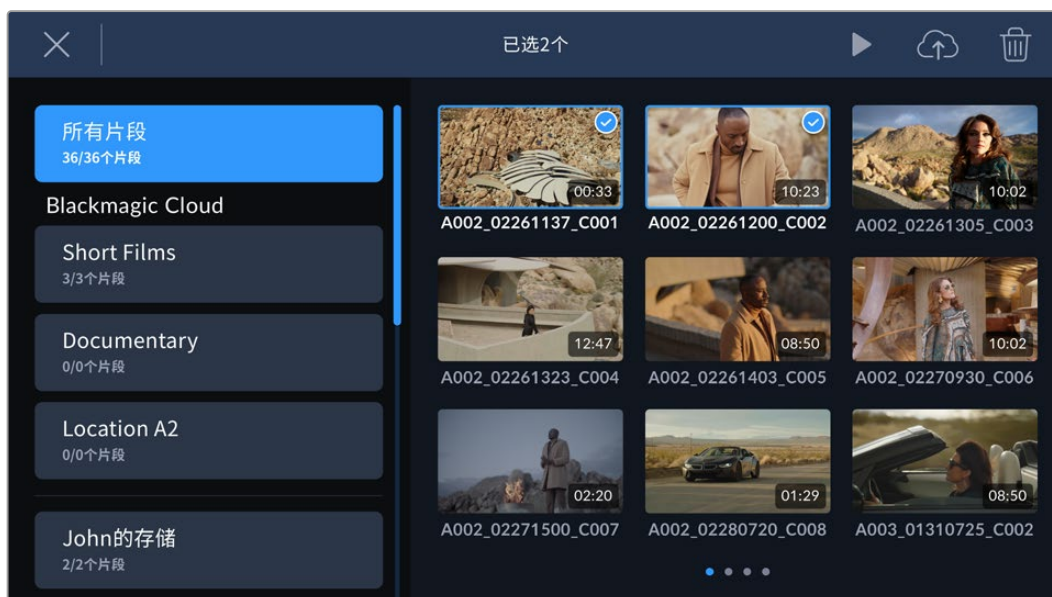 已选2个
所有片段
36/36个片段
Blackmagic Cloud
Short Films
3/3个片段
Documentary
0/0个片段
Location A2
0/0个片段
John的存储
2/2个片段
00:33
10:23
10:02
A002_02261137_C001
A002_02261200_C002
A002_02261305_C003
12:47
08:50
10:02
A002_02261323_C004
A002_02261403_C005
A002_02270930_C006
02:20
01:29
08:50
A002_02271500_C007
A002_02280720_C008
A003_01310725_C002